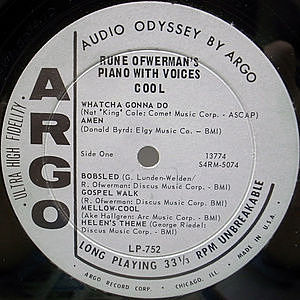 AUDIO ODYSSEY BY ARGO
RUNE OFWERMAN'S
PIANO WITH VOICES
COOL
ARGO
ULTRA HIGH FIDELITY
WHATCHA GONNA DO
(Nat "King" Cole: Comet Music Corp. - ASCAP)
AMEN
(Donald Byrd: Elgy Music Co. - BMI)
Side One
13774
S4RM-5074
BOBSLED (G. Lunden-Welden/
R. Ofwerman: Discus Music Corp. - BMI)
GOSPEL WALK
(R. Ofwerman: Discus Music Corp. - BMI)
MELLOW-COOL
(Ake Hallgren: Arc Music Corp. - BMI)
HELEN'S THEME (George Riedel:
Discus Music Corp. - BMI)
LP-752
LONG PLAYING 33 1/3 RPM UNBREAKABLE
ARGO RECORD CORP. CHICAGO, ILL. MADE IN U.S.A.